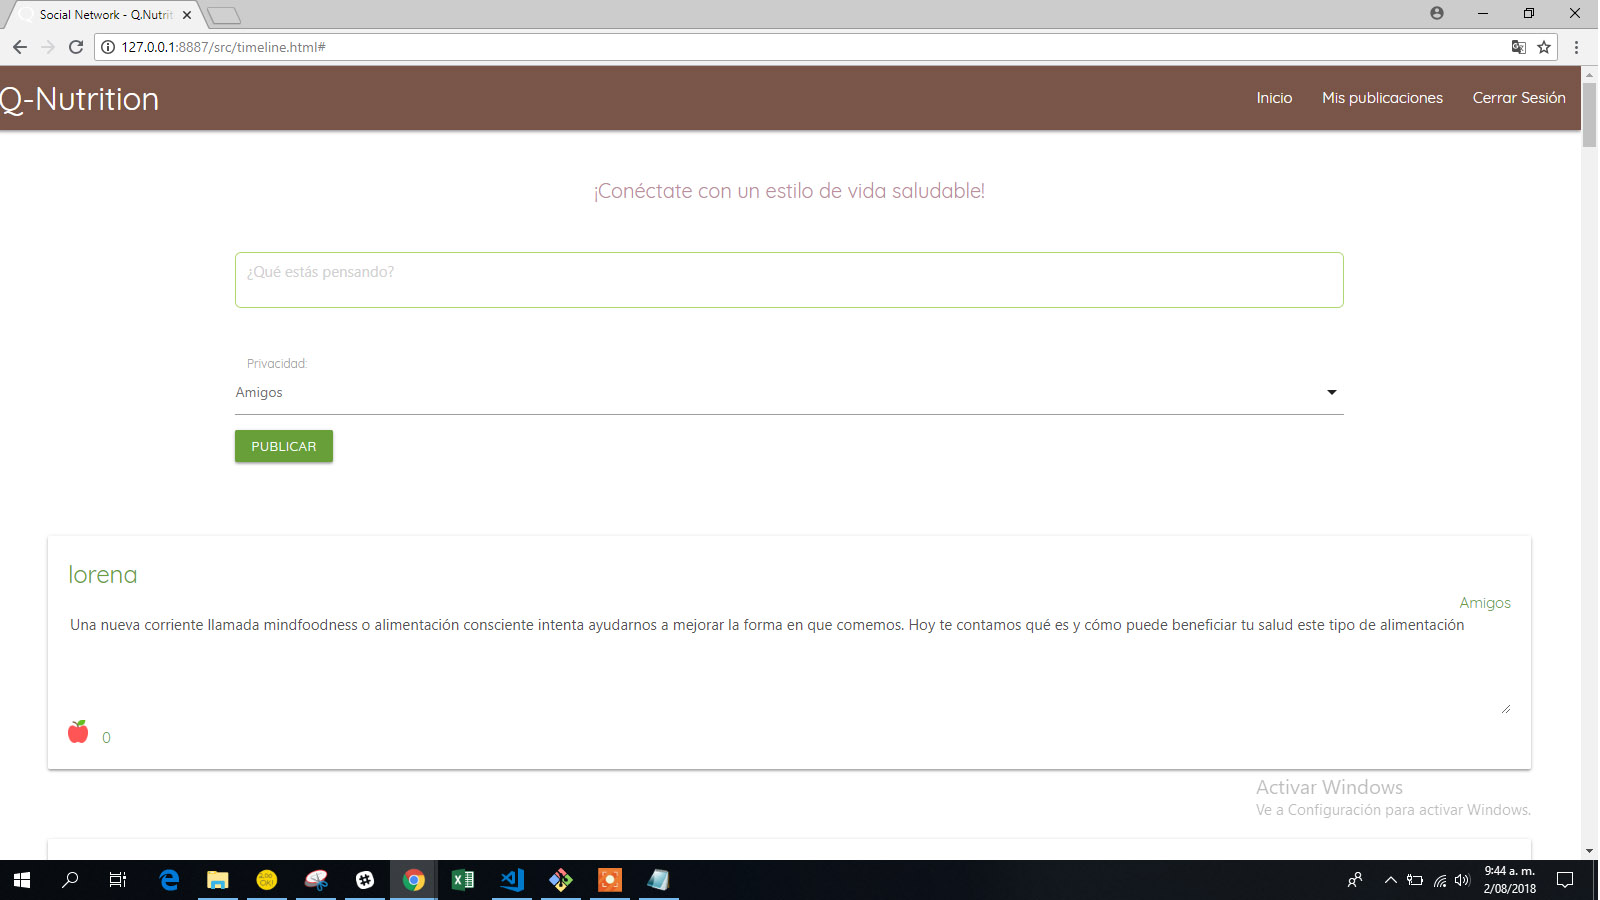 Social Network - Q.Nutrit
127.0.0.1:8887/src/timeline.html#
Q-Nutrition
Inicio
Mis publicaciones
Cerrar Sesión
¡Conéctate con un estilo de vida saludable!
¿Qué estás pensando?
Privacidad:
Amigos
PUBLICAR
lorena
Amigos
Una nueva corriente llamada mindfoodness o alimentación consciente intenta ayudarnos a mejorar la forma en que comemos. Hoy te contamos qué es y cómo puede beneficiar tu salud este tipo de alimentación
0
Activar Windows
Ve a Configuración para activar Windows.
9:44 a. m.
2/08/2018